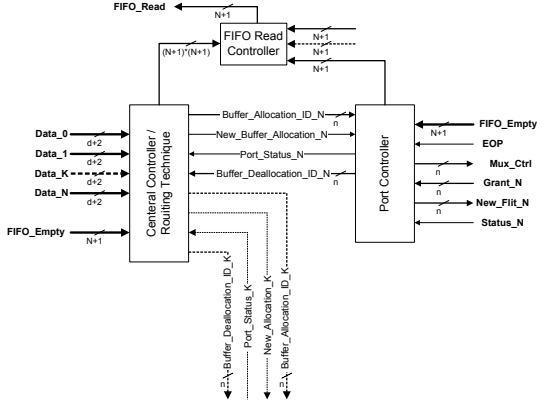 FIFO_Read
N+1
FIFO Read
Controller
(N+1)*(N+1)
N+1
N+1
N+1
Data_0
d+2
Data_1
d+2
Data_K
d+2
Data_N
d+2
FIFO_Empty
N+1
Centeral Controller /
Rouiting Technique
Buffer_Allocation_ID_N
n
New_Buffer_Allocation_N
Port_Status_N
Buffer_Deallocation_ID_N
n
Port Controller
FIFO_Empty
N+1
EOP
Mux_Ctrl
n
Grant_N
n
New_Flit_N
n
Status_N
Buffer_Deallocation_ID_K
n
Port_Status_K
New_Allocation_K
Buffer_Allocation_ID_K
n